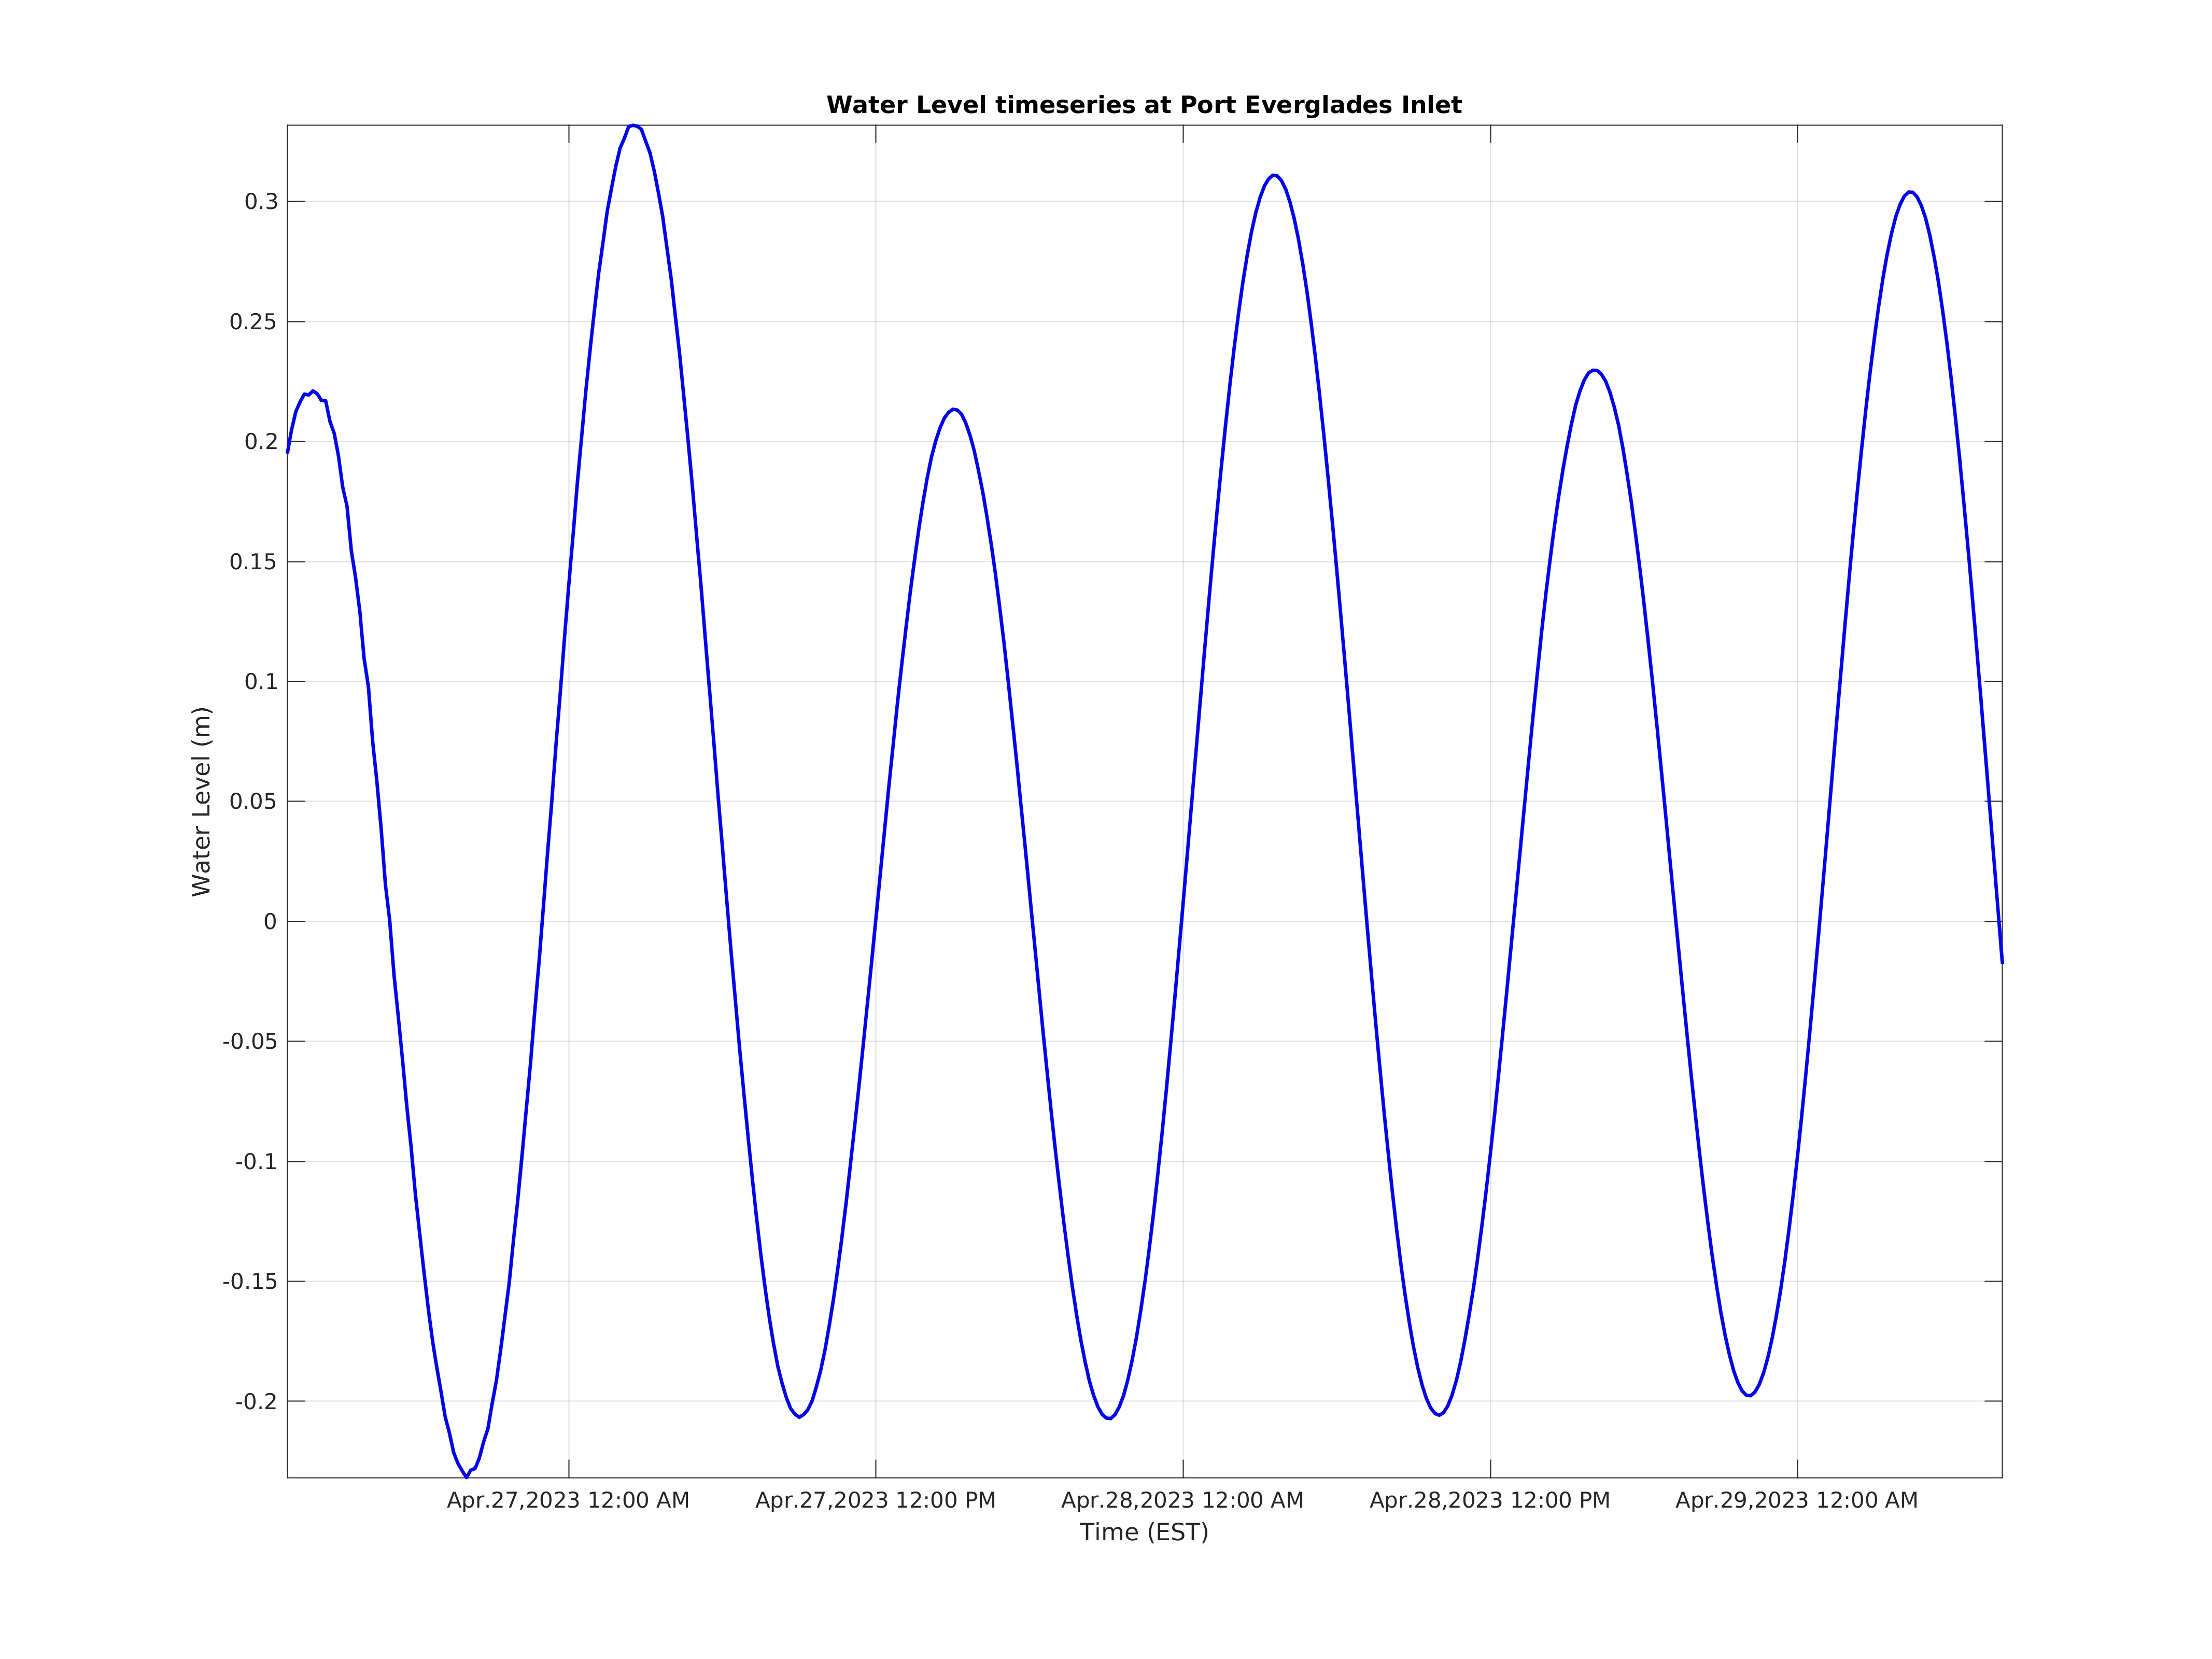 Water Level timeseries at Port Everglades Inlet
0.3
0.25
0.2
0.15
0.1
0.05
0
-0.05
-0.1
-0.15
-0.2
Water Level (m)
Apr.27,2023 12:00 AM
Apr.27,2023 12:00 PM
Apr.28,2023 12:00 AM
Apr.28,2023 12:00 PM
Apr.29,2023 12:00 AM
Time (EST)